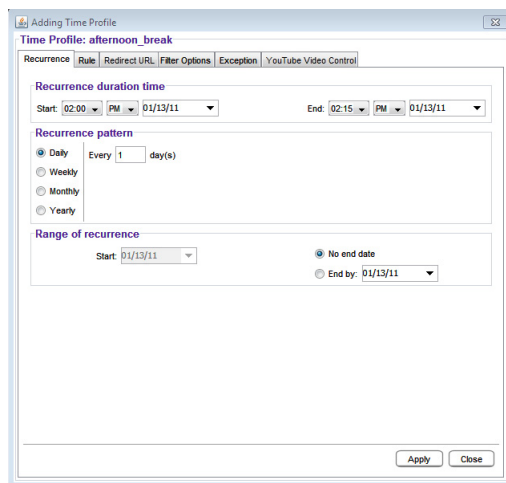 Adding Time Profile
Time Profile: afternoon_break
Recurrence Rule Redirect URL Filter Options Exception YouTube Video Control
Recurrence duration time
Start: 02:00 PM 01/13/11 End: 02:15 PM 01/13/11
Recurrence pattern
Daily Every 1 day(s)
Weekly
Monthly
Yearly
Range of recurrence
Start: 01/13/11 No end date
End by: 01/13/11
Apply Close